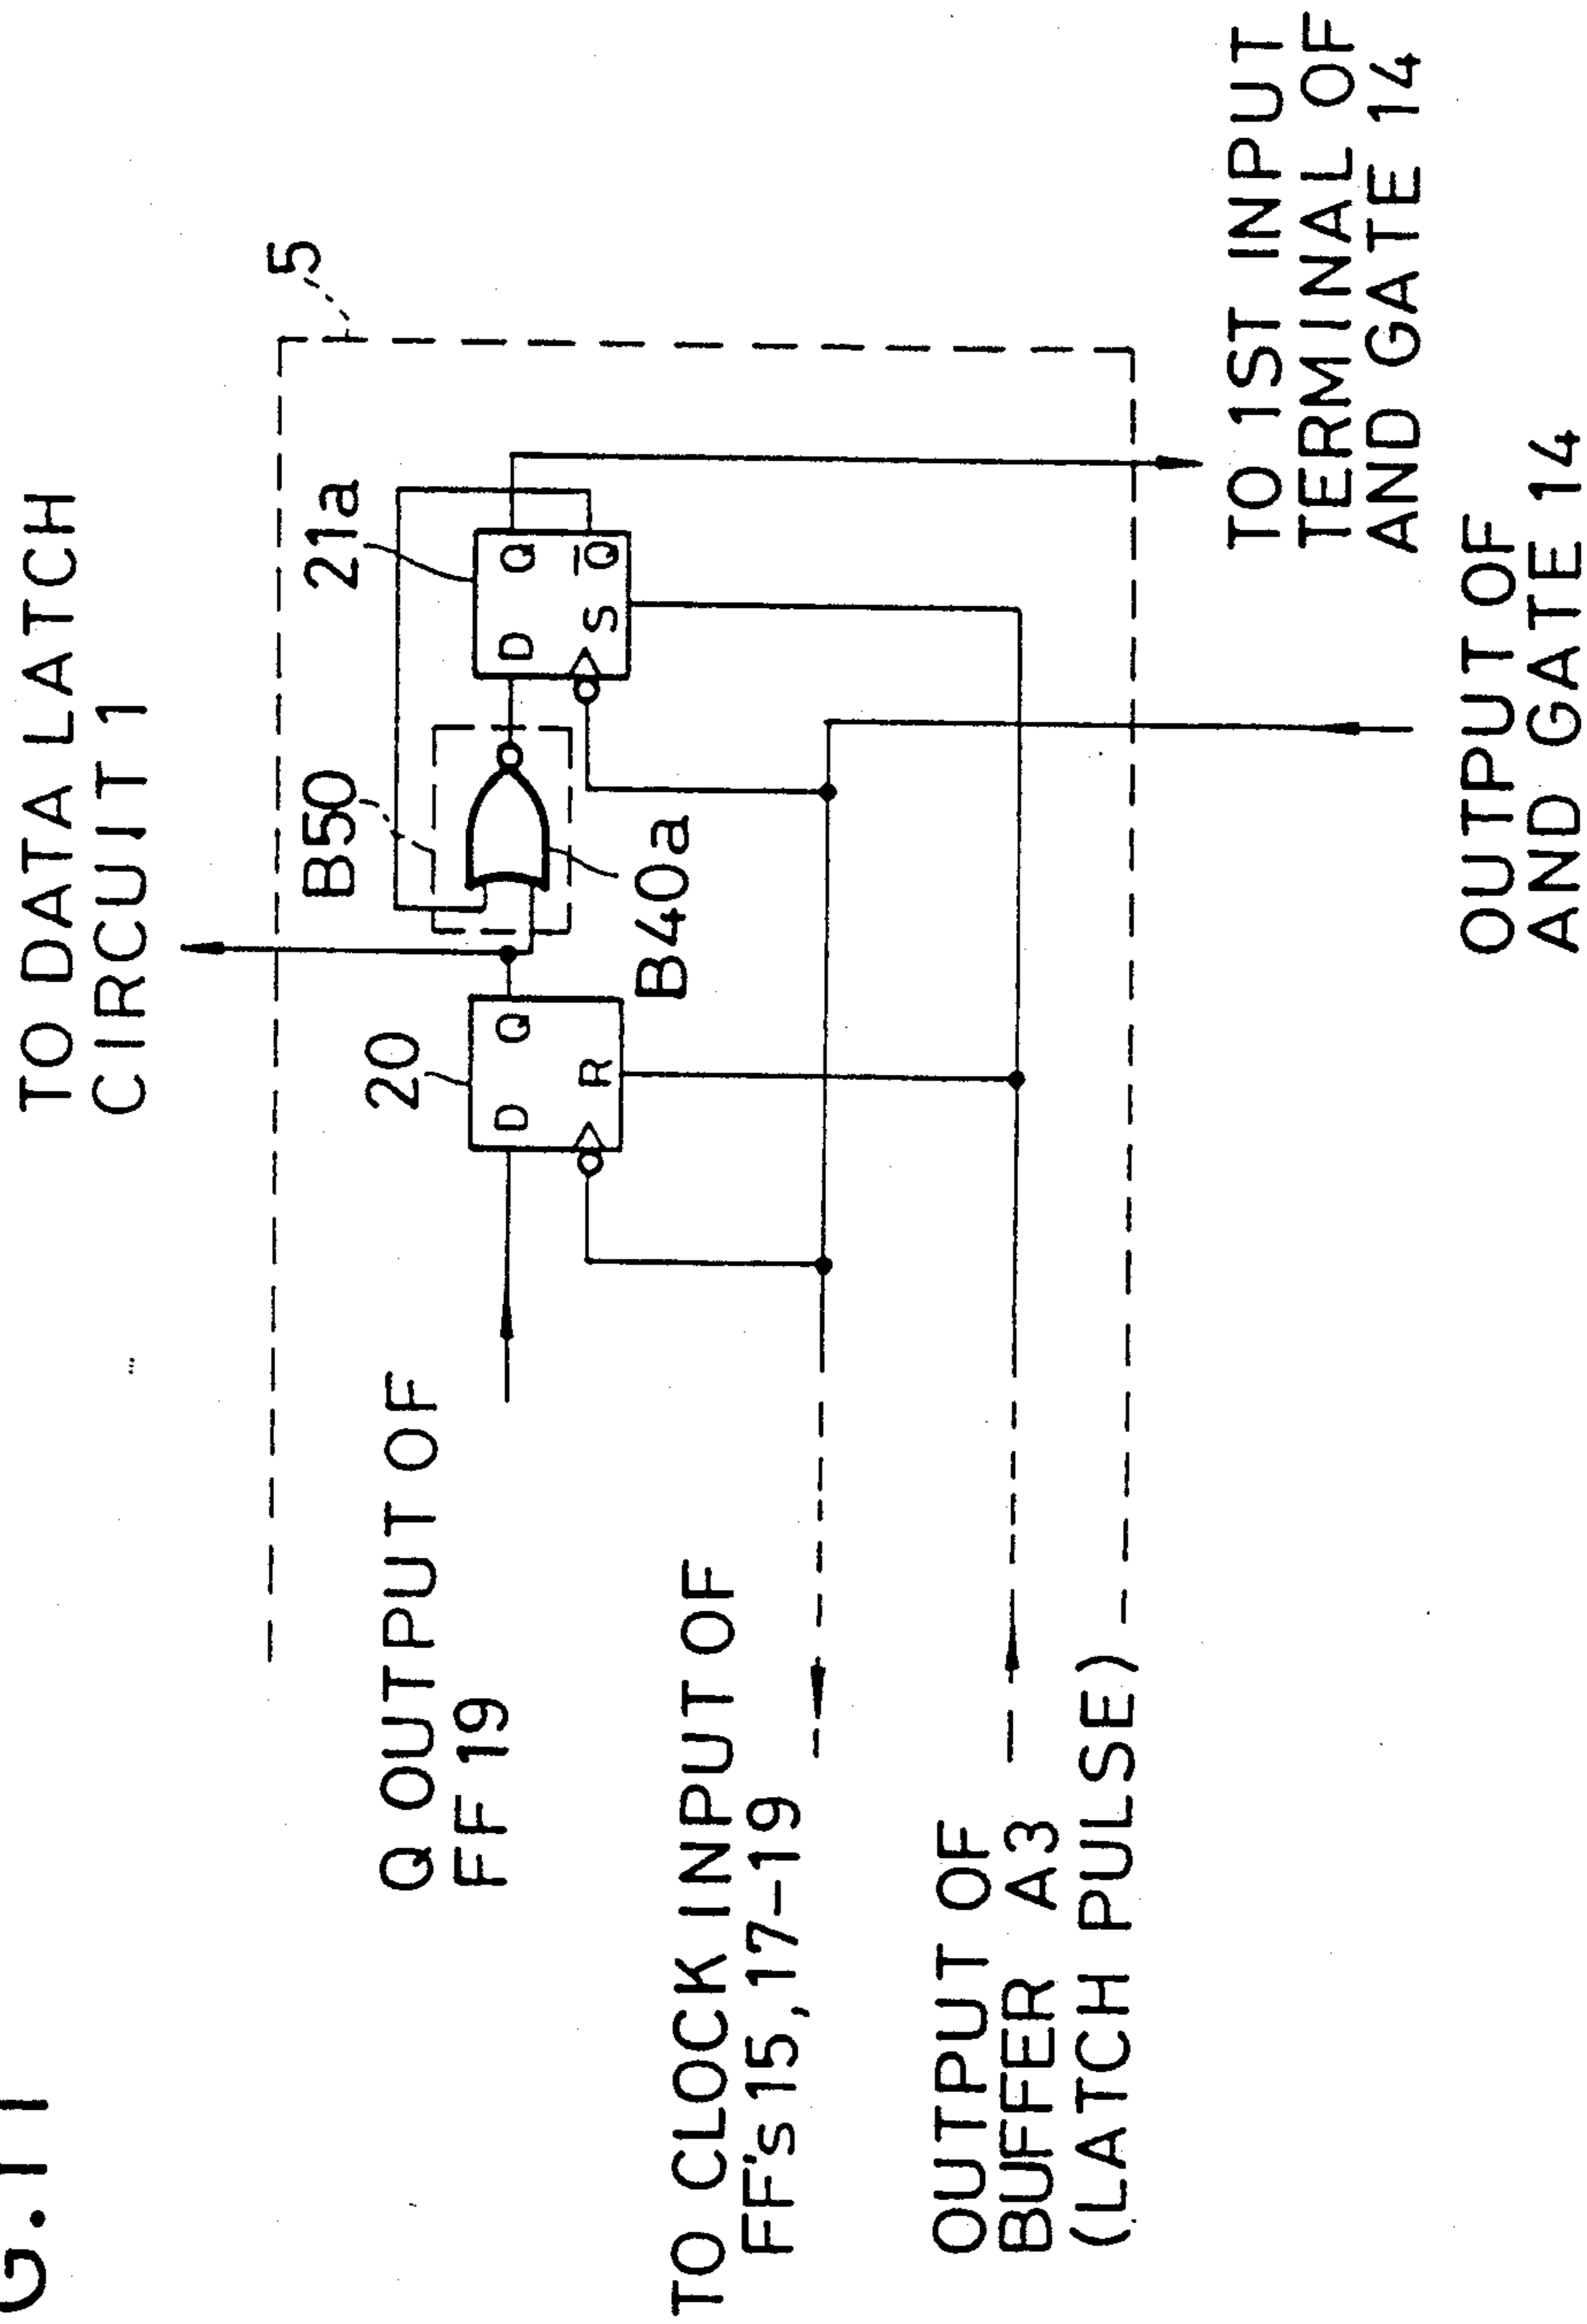 G. 11
TO DATA LATCH
CIRCUIT 1
5
21a
B50
20
B40a
D
Q
R
D
Q
S
Q
Q OUTPUT OF
FF 19
TO CLOCK INPUT OF
FF's 15, 17-19
OUTPUT OF
BUFFER A3
(LATCH PULSE)
TO 1ST INPUT
TERMINAL OF
AND GATE 14
OUTPUT OF
AND GATE 14